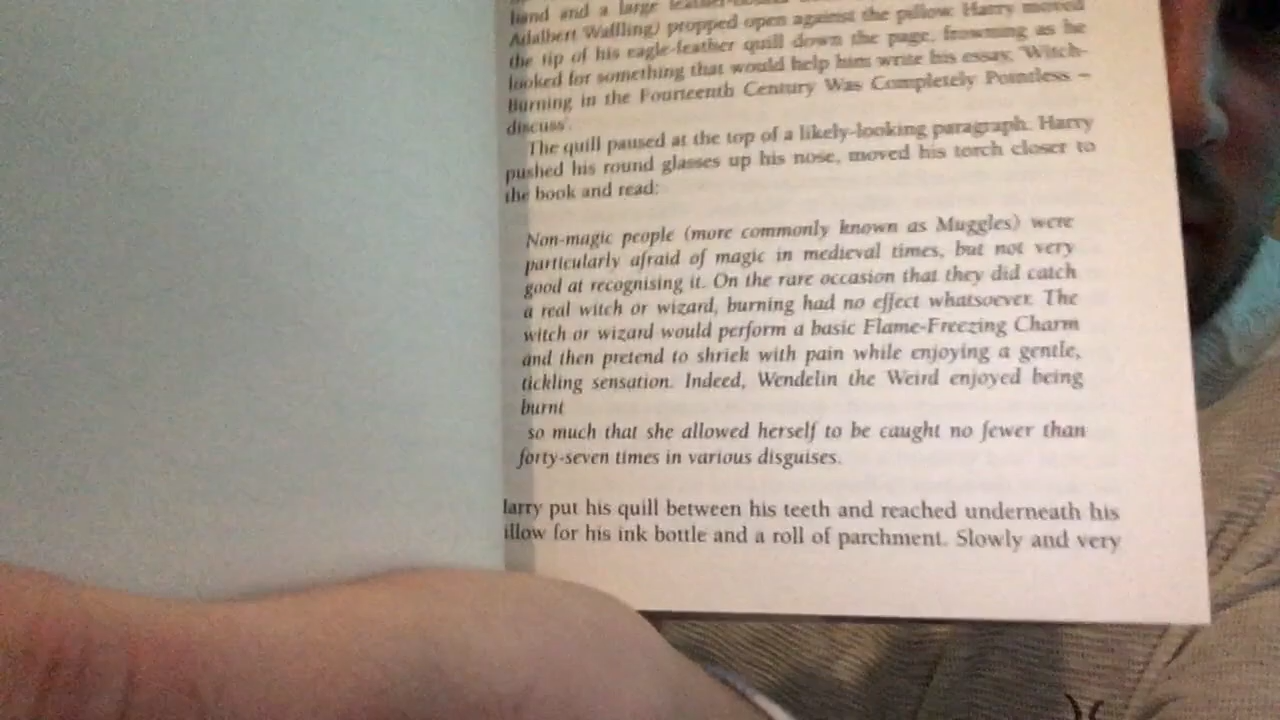 hand and a large leather-bound
Adalbert Waffling) propped open against the pillow. Harry moved
the tip of his eagle-feather quill down the page, frowning as he
looked for something that would help him write his essay, 'Witch-
Burning in the Fourteenth Century Was Completely Pointless –
discuss'.
The quill paused at the top of a likely-looking paragraph. Harry
pushed his round glasses up his nose, moved his torch closer to
the book and read:
Non-magic people (more commonly known as Muggles) were
particularly afraid of magic in medieval times, but not very
good at recognising it. On the rare occasion that they did catch
a real witch or wizard, burning had no effect whatsoever. The
witch or wizard would perform a basic Flame-Freezing Charm
and then pretend to shriek with pain while enjoying a gentle,
tickling sensation. Indeed, Wendelin the Weird enjoyed being
burnt
so much that she allowed herself to be caught no fewer than
forty-seven times in various disguises.
larry put his quill between his teeth and reached underneath his
illow for his ink bottle and a roll of parchment. Slowly and very